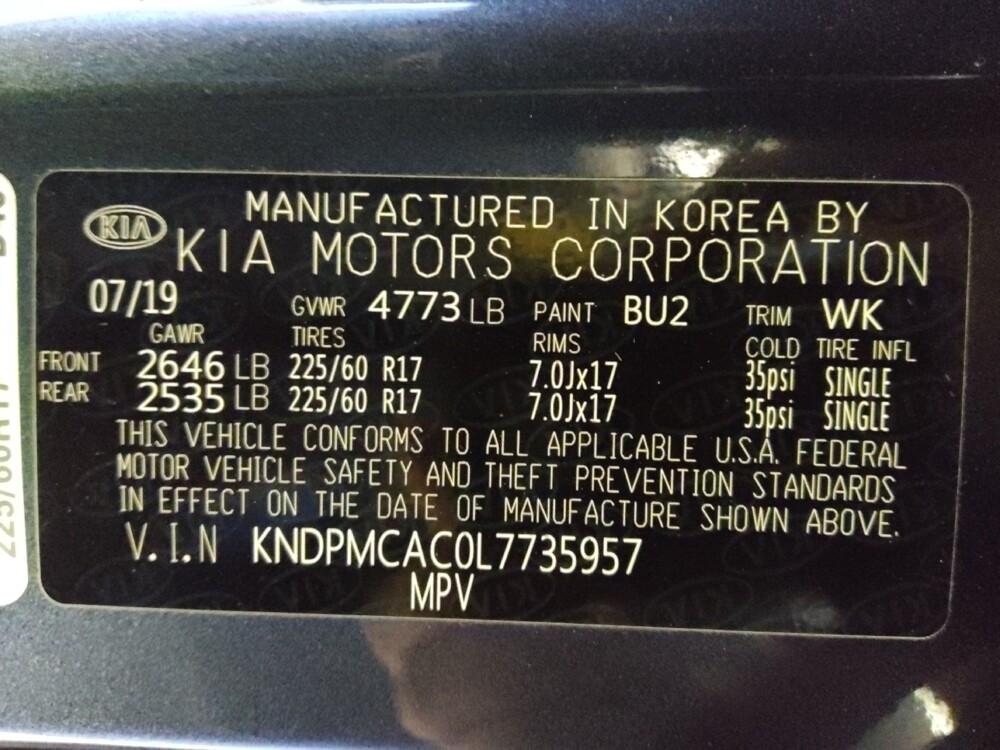 KIA
MANUFACTURED IN KOREA BY
KIA MOTORS CORPORATION
07/19 GVWR 4773 LB PAINT BU2 TRIM WK
GAWR TIRES RIMS COLD TIRE INFL
FRONT 2646 LB 225/60 R17 7.0Jx17 35psi SINGLE
REAR 2535 LB 225/60 R17 7.0Jx17 35psi SINGLE
THIS VEHICLE CONFORMS TO ALL APPLICABLE U.S.A. FEDERAL
MOTOR VEHICLE SAFETY AND THEFT PREVENTION STANDARDS
IN EFFECT ON THE DATE OF MANUFACTURE SHOWN ABOVE.
V.I.N KNDPMCAC0L7735957
MPV
225/60R17